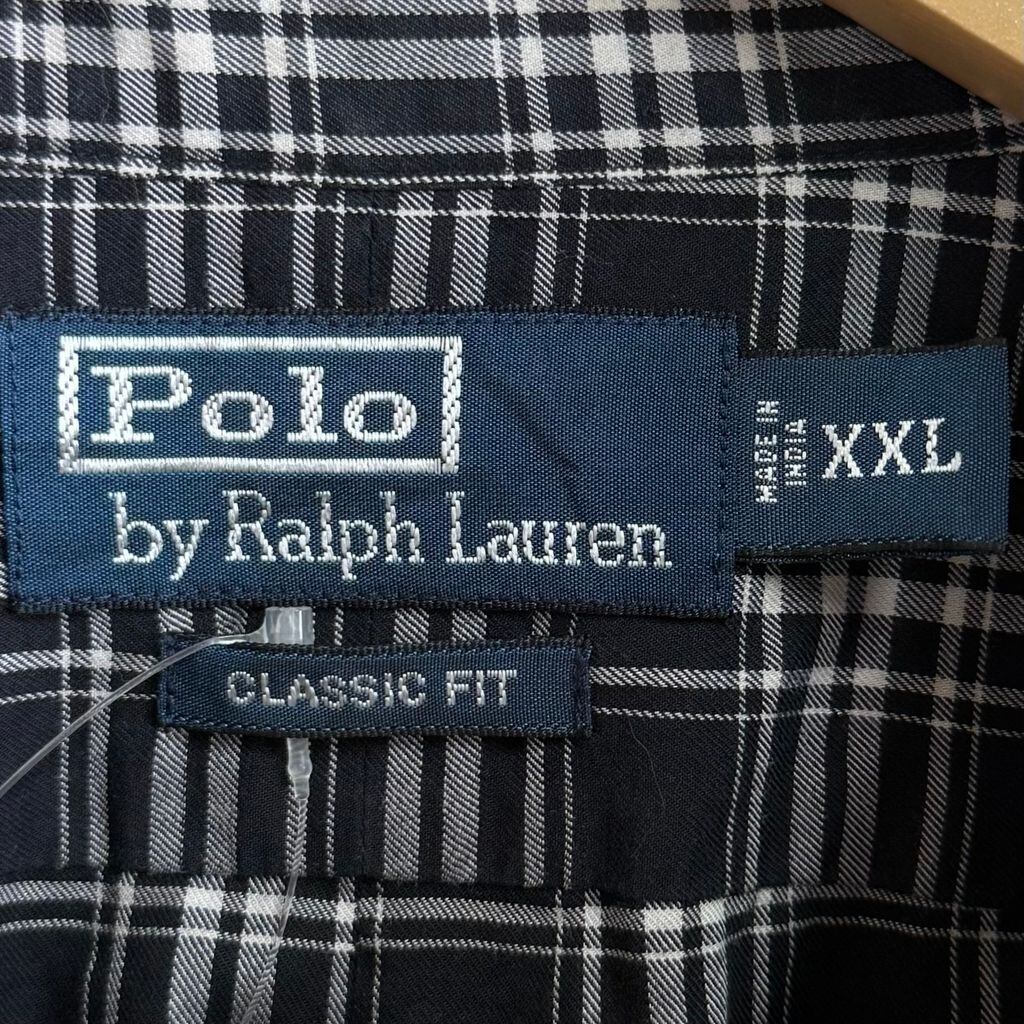 Polo
by Ralph Lauren
MADE IN
INDIA
XXL
CLASSIC FIT